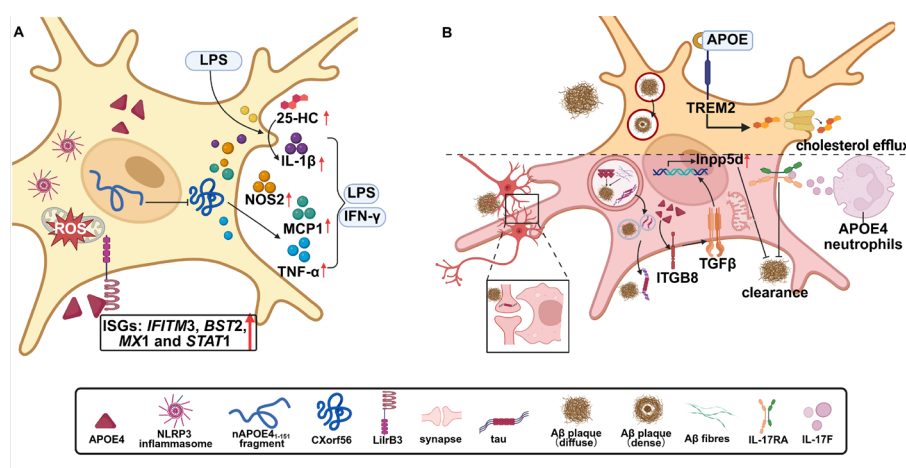 A
LPS
25-HC
IL-1β
NOS2
LPS
IFN-γ
MCP1
TNF-α
ROS
ISGs: IFITM3, BST2,
MX1 and STAT1
B
APOE
TREM2
cholesterol efflux
Inpp5d
APOE4
neutrophils
ITGB8
TGFβ
clearance
APOE4
NLRP3
inflammasome
nAPOE41-151
fragment
CXorf56
LilrB3
synapse
tau
Aβ plaque
(diffuse)
Aβ plaque
(dense)
Aβ fibres
IL-17RA
IL-17F